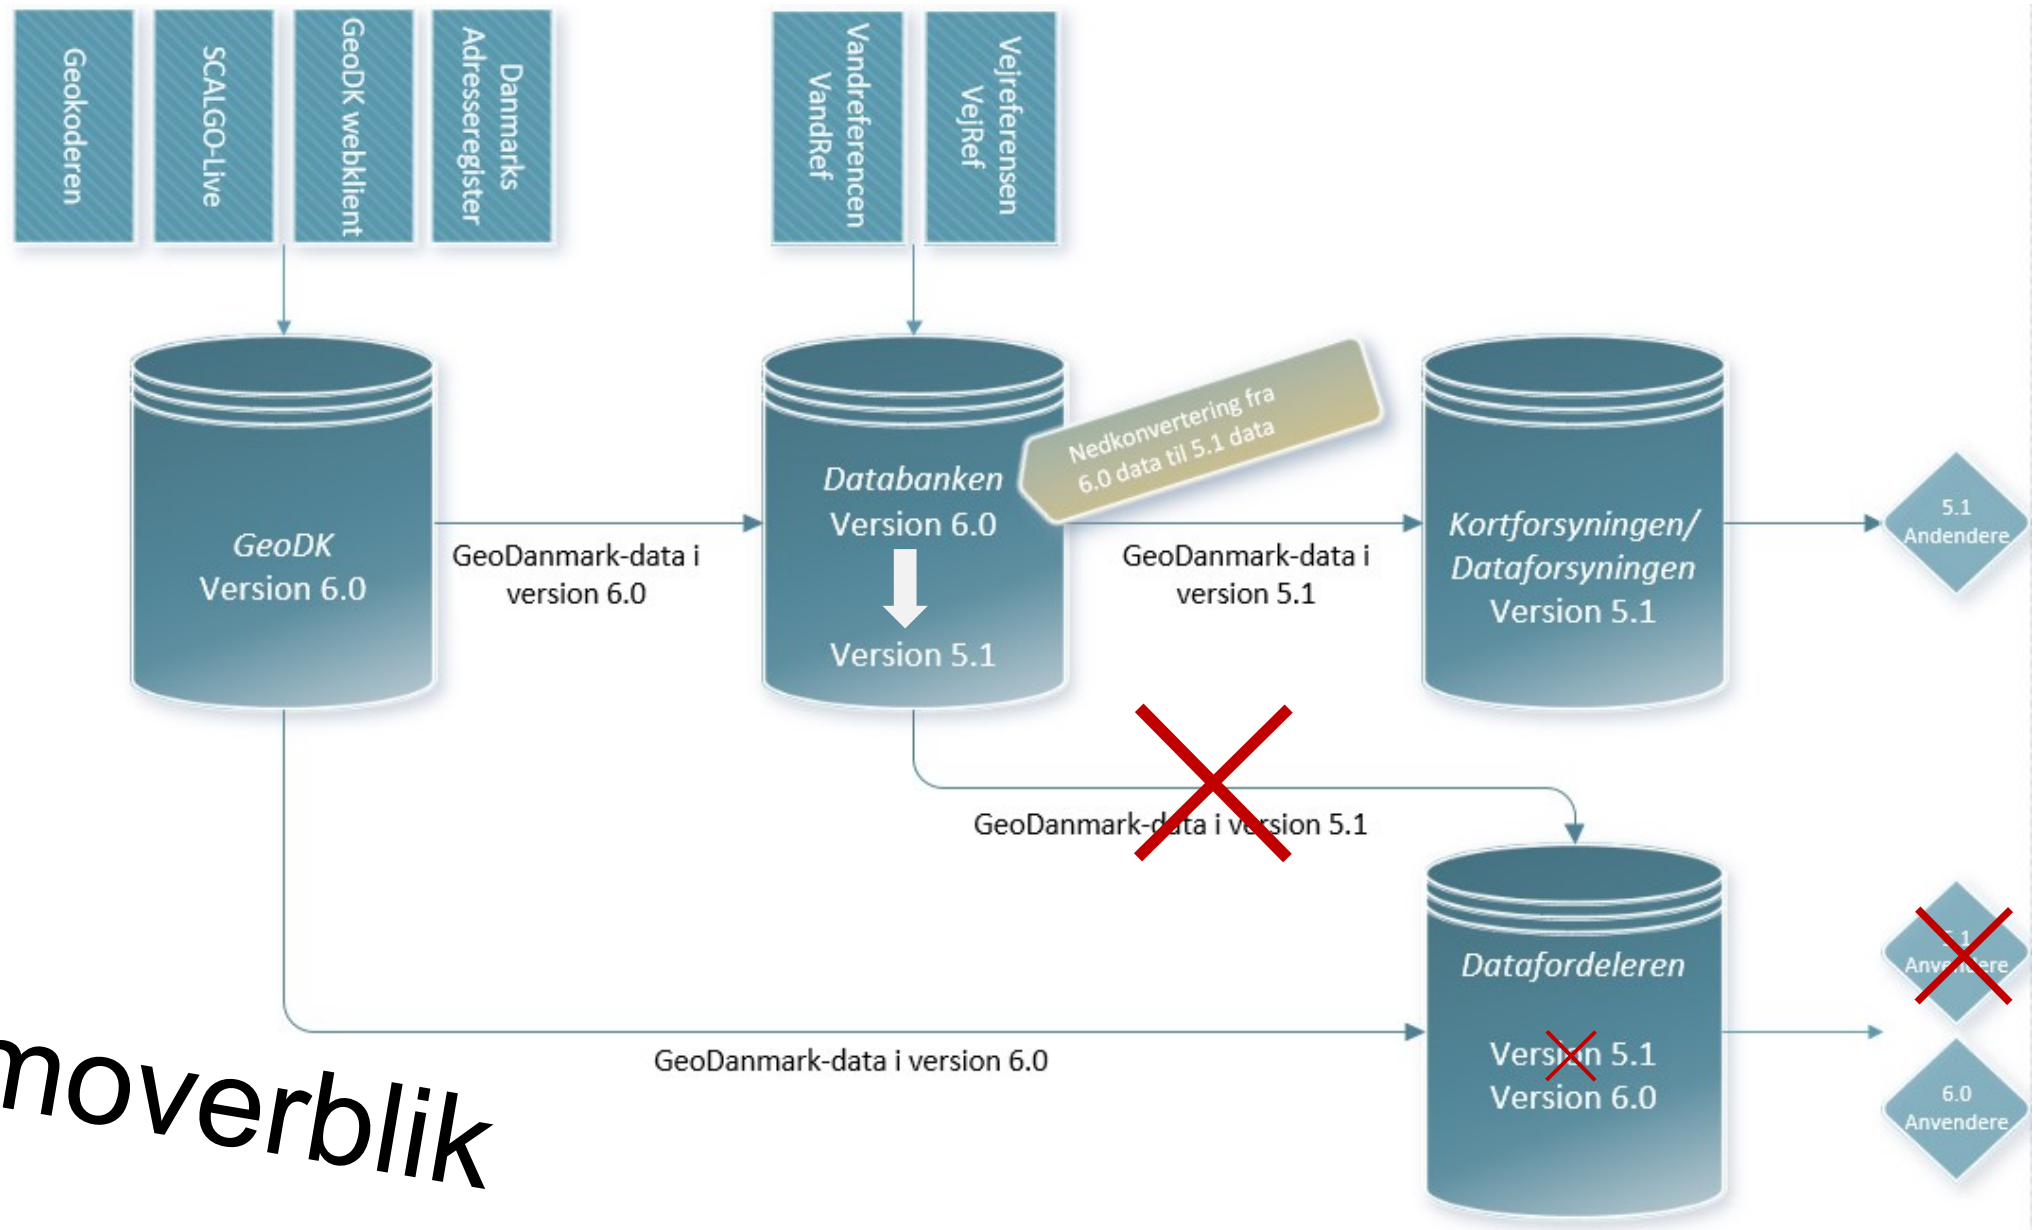 Geokoderen
SCALGO-Live
GeoDK webklient
Danmarks
Adresseregister
Vandreferencen
VandRef
Vejreferensen
VejRef
GeoDK
Version 6.0
GeoDanmark-data i
version 6.0
Databanken
Version 6.0
Version 5.1
Nedkonvertering fra
6.0 data til 5.1 data
GeoDanmark-data i
version 5.1
Kortforsyningen/
Dataforsyningen
Version 5.1
5.1
Andendere
GeoDanmark-data i version 5.1
Datafordeleren
Version 5.1
Version 6.0
5.1
Anvendere
6.0
Anvendere
GeoDanmark-data i version 6.0
moverblik